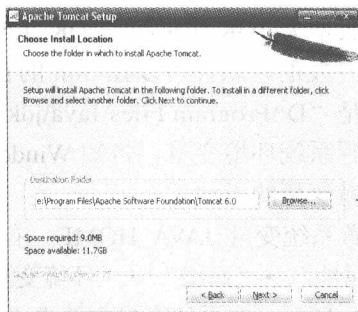 Apache Tomcat Setup
Choose Install Location
Choose the folder in which to install Apache Tomcat.
Setup will install Apache Tomcat in the following folder. To install in a different folder, click
Browse and select another folder. Click Next to continue.
Destination Folder
e:\Program Files\Apache Software Foundation\Tomcat 6.0
Browse...
Space required: 9.0MB
Space available: 11.7GB
< Back
Next >
Cancel